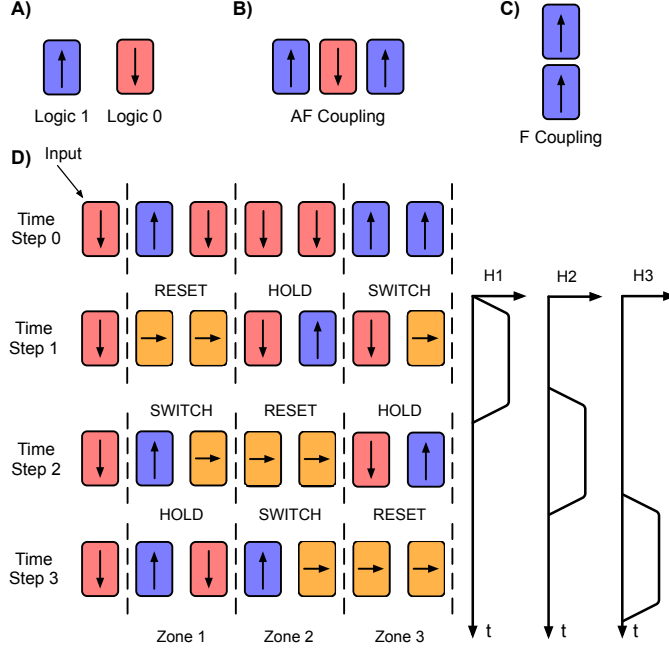 A)
B)
C)
Logic 1
Logic 0
AF Coupling
F Coupling
D)
Input
Time
Step 0
RESET
HOLD
SWITCH
H1
H2
H3
Time
Step 1
SWITCH
RESET
HOLD
Time
Step 2
HOLD
SWITCH
RESET
Time
Step 3
Zone 1
Zone 2
Zone 3
t
t
t